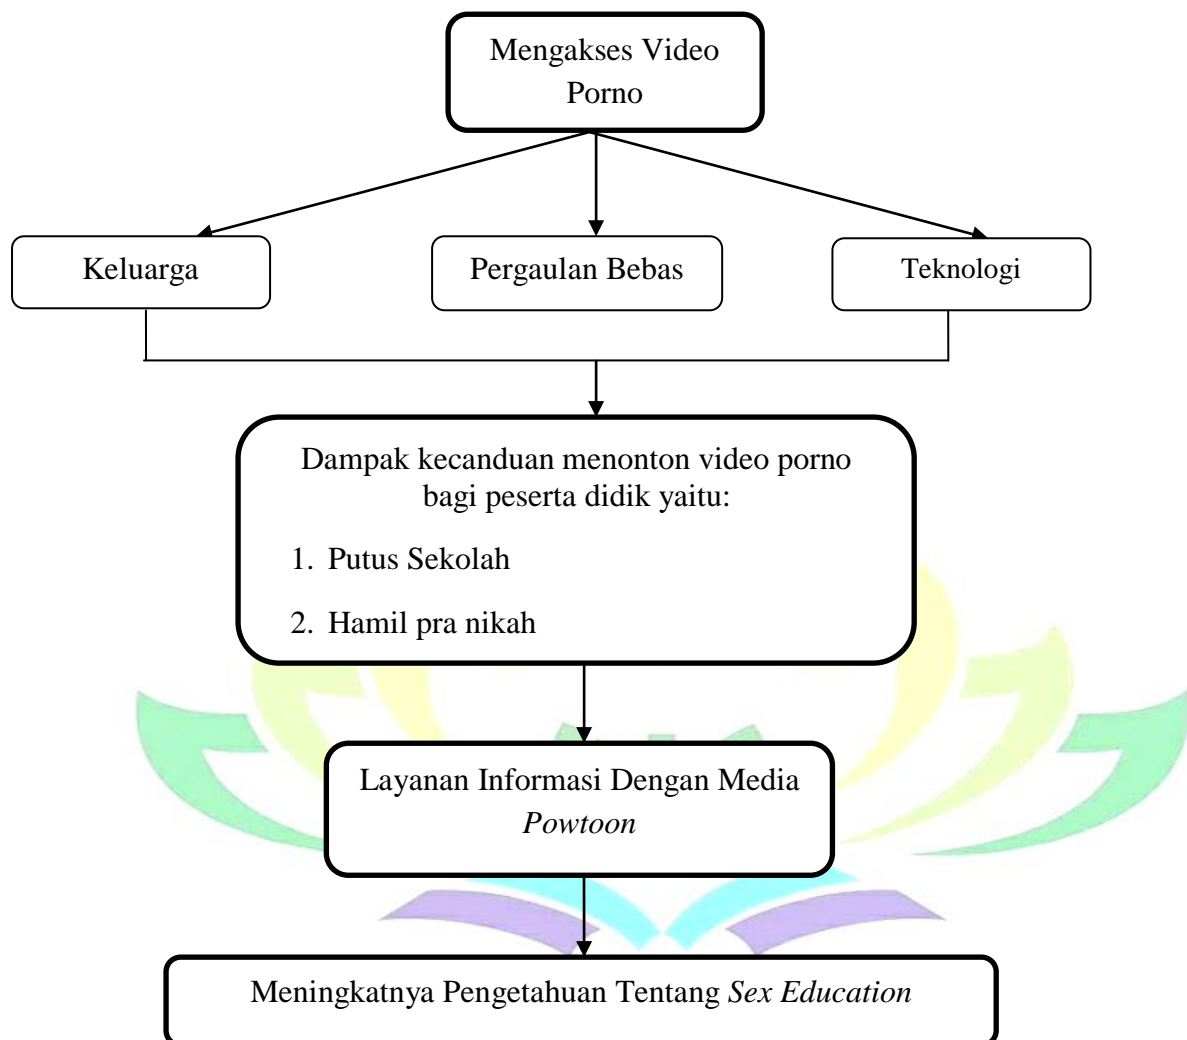 Mengakses Video
Porno
Keluarga
Pergaulan Bebas
Teknologi
Dampak kecanduan menonton video porno
bagi peserta didik yaitu:
1. Putus Sekolah
2. Hamil pra nikah
Layanan Informasi Dengan Media
Powtoon
Meningkatnya Pengetahuan Tentang Sex Education